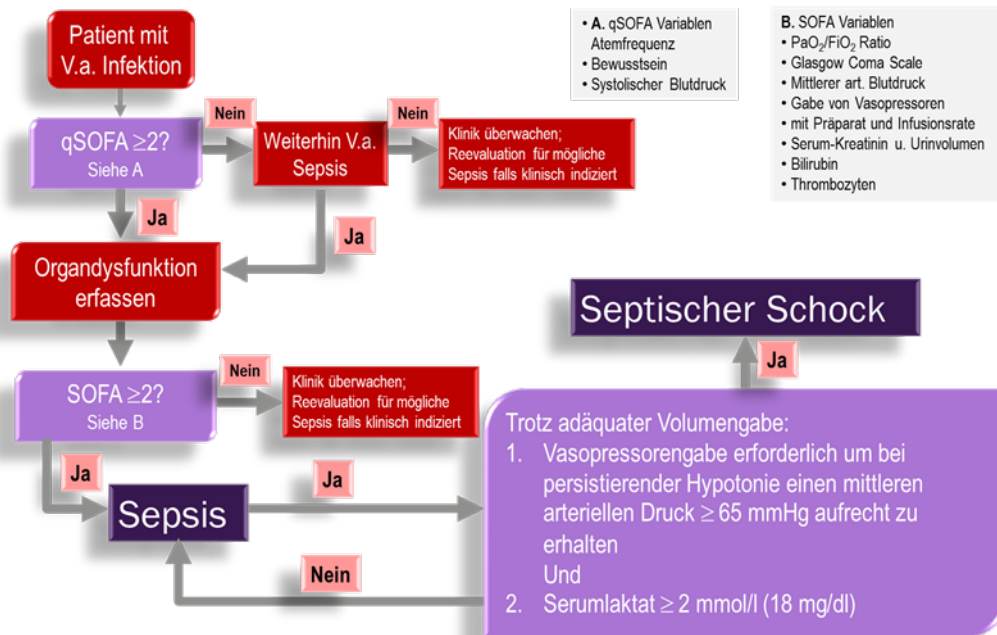 Patient mit
V.a. Infektion
• A. qSOFA Variablen
Atemfrequenz
• Bewusstsein
• Systolischer Blutdruck
B. SOFA Variablen
• PaO₂/FiO₂ Ratio
• Glasgow Coma Scale
• Mittlerer art. Blutdruck
• Gabe von Vasopressoren
• mit Präparat und Infusionsrate
• Serum-Kreatinin u. Urinvolumen
• Bilirubin
• Thrombozyten
qSOFA ≥2?
Siehe A
Nein
Weiterhin V.a.
Sepsis
Nein
Klinik überwachen;
Reevaluation für mögliche
Sepsis falls klinisch indiziert
Ja
Ja
Organdysfunktion
erfassen
SOFA ≥2?
Siehe B
Nein
Klinik überwachen;
Reevaluation für mögliche
Sepsis falls klinisch indiziert
Ja
Sepsis
Ja
Nein
Septischer Schock
Ja
Trotz adäquater Volumengabe:
1. Vasopressorengabe erforderlich um bei
persistierender Hypotonie einen mittleren
arteriellen Druck ≥ 65 mmHg aufrecht zu
erhalten
Und
2. Serumlaktat ≥ 2 mmol/l (18 mg/dl)